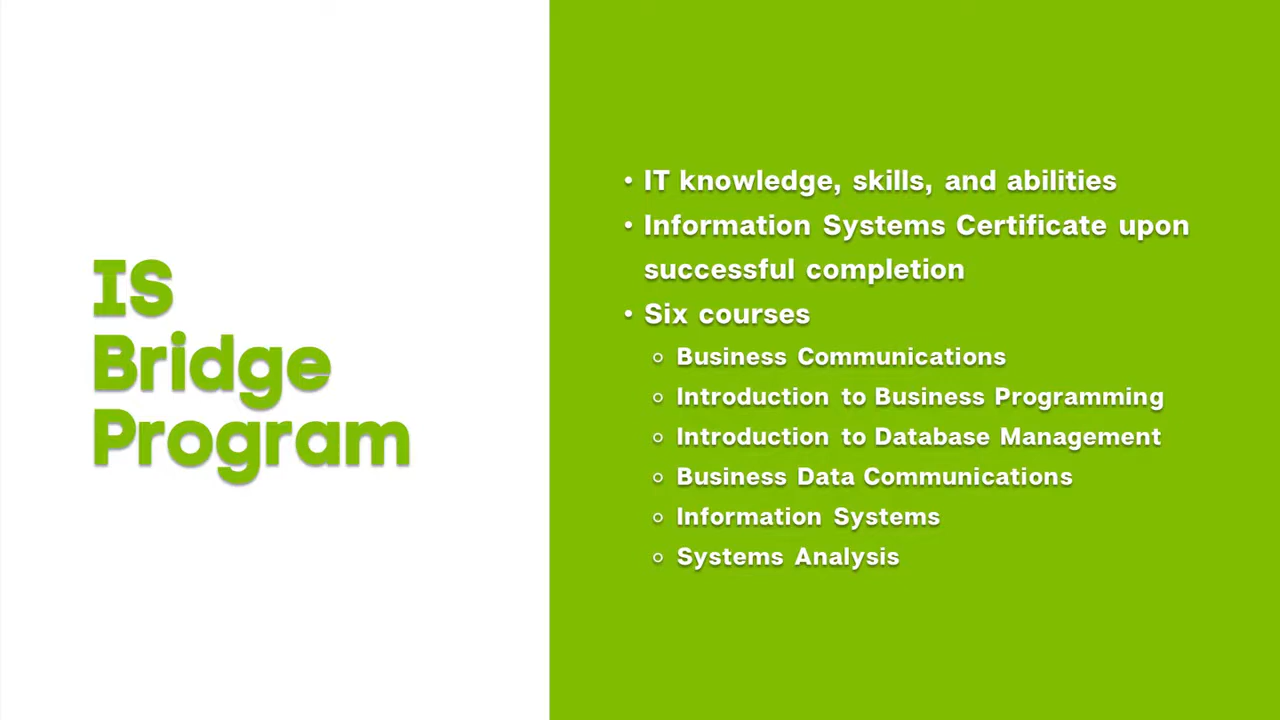 IS
Bridge
Program
• IT knowledge, skills, and abilities
• Information Systems Certificate upon
successful completion
• Six courses
○ Business Communications
○ Introduction to Business Programming
○ Introduction to Database Management
○ Business Data Communications
○ Information Systems
○ Systems Analysis